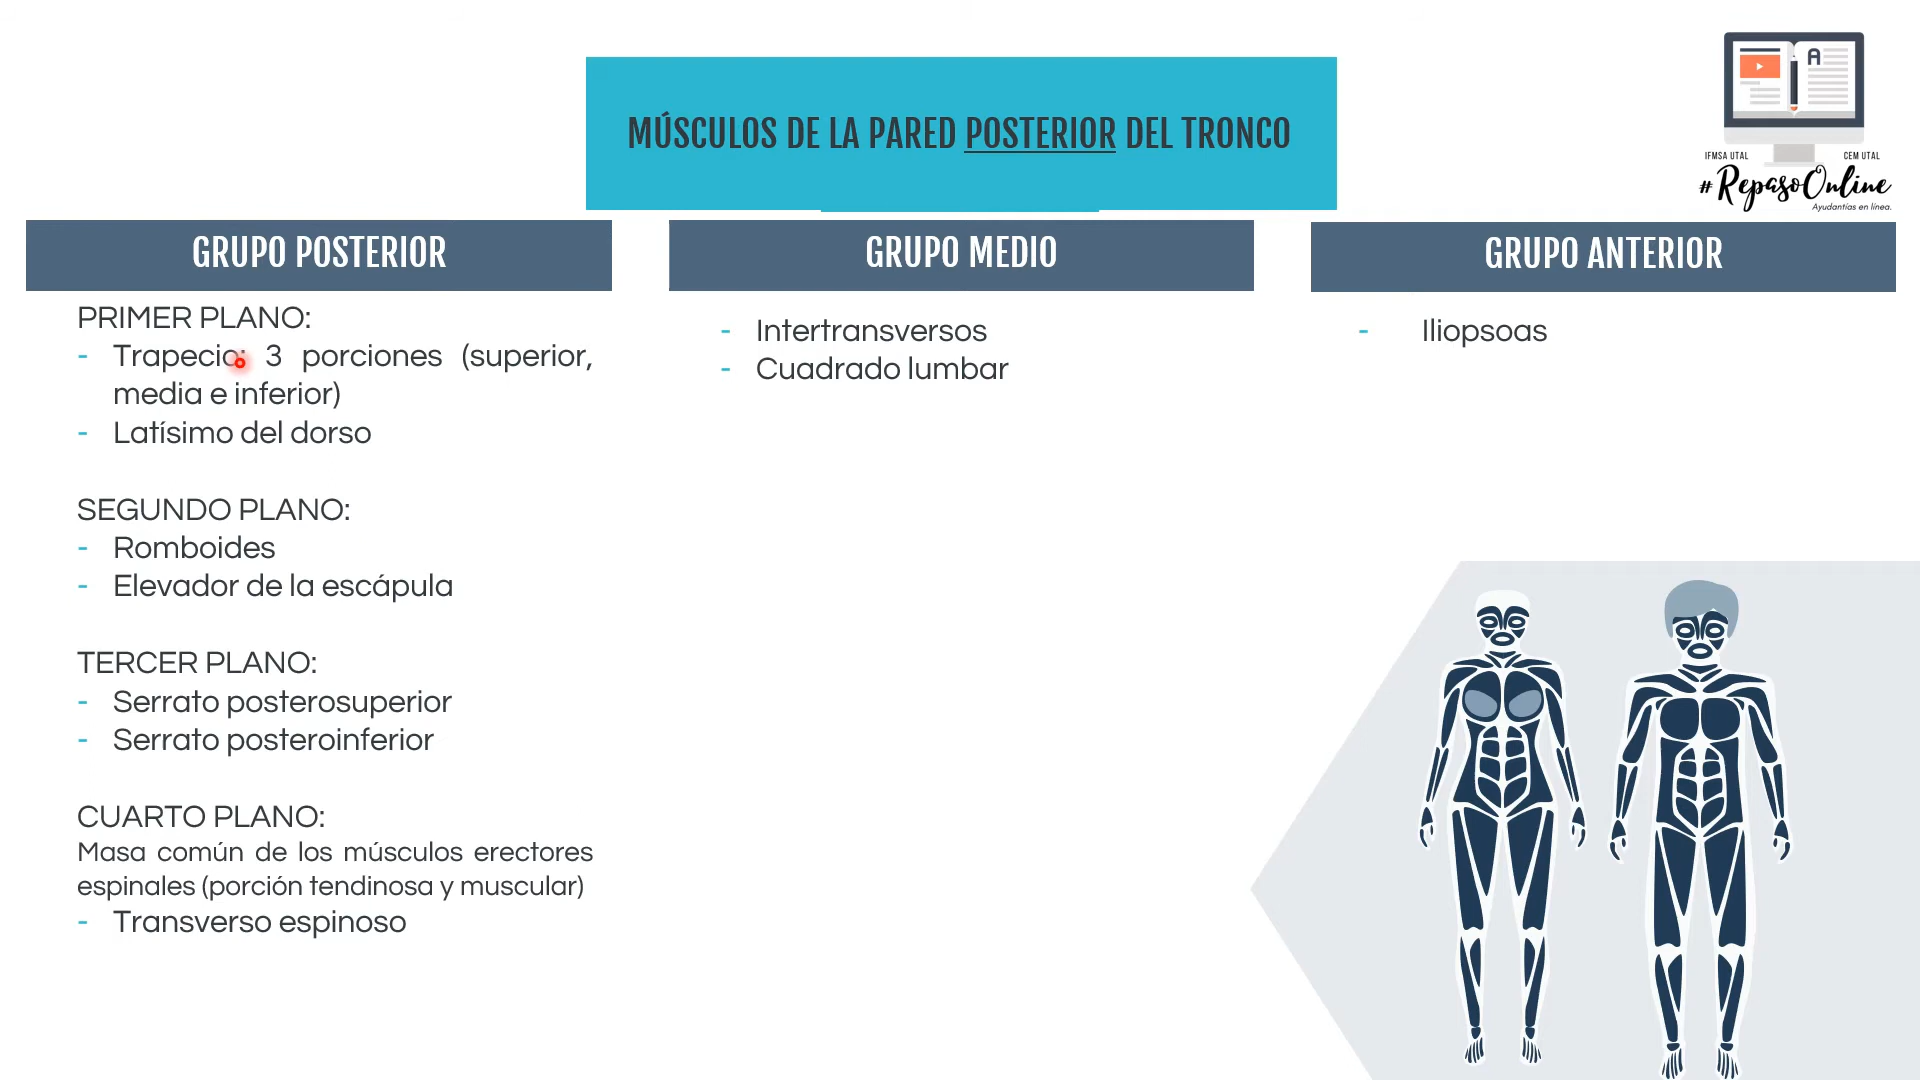 MÚSCULOS DE LA PARED POSTERIOR DEL TRONCO
A
IFMSA UTAL
CEM UTAL
#RepasoOnline
Ayudantías en línea.
GRUPO POSTERIOR
PRIMER PLANO:
- Trapecio: 3 porciones (superior,
media e inferior)
- Latísimo del dorso
SEGUNDO PLANO:
- Romboides
- Elevador de la escápula
TERCER PLANO:
- Serrato posterosuperior
- Serrato posteroinferior
CUARTO PLANO:
Masa común de los músculos erectores
espinales (porción tendinosa y muscular)
- Transverso espinoso
GRUPO MEDIO
- Intertransversos
- Cuadrado lumbar
GRUPO ANTERIOR
- Iliopsoas